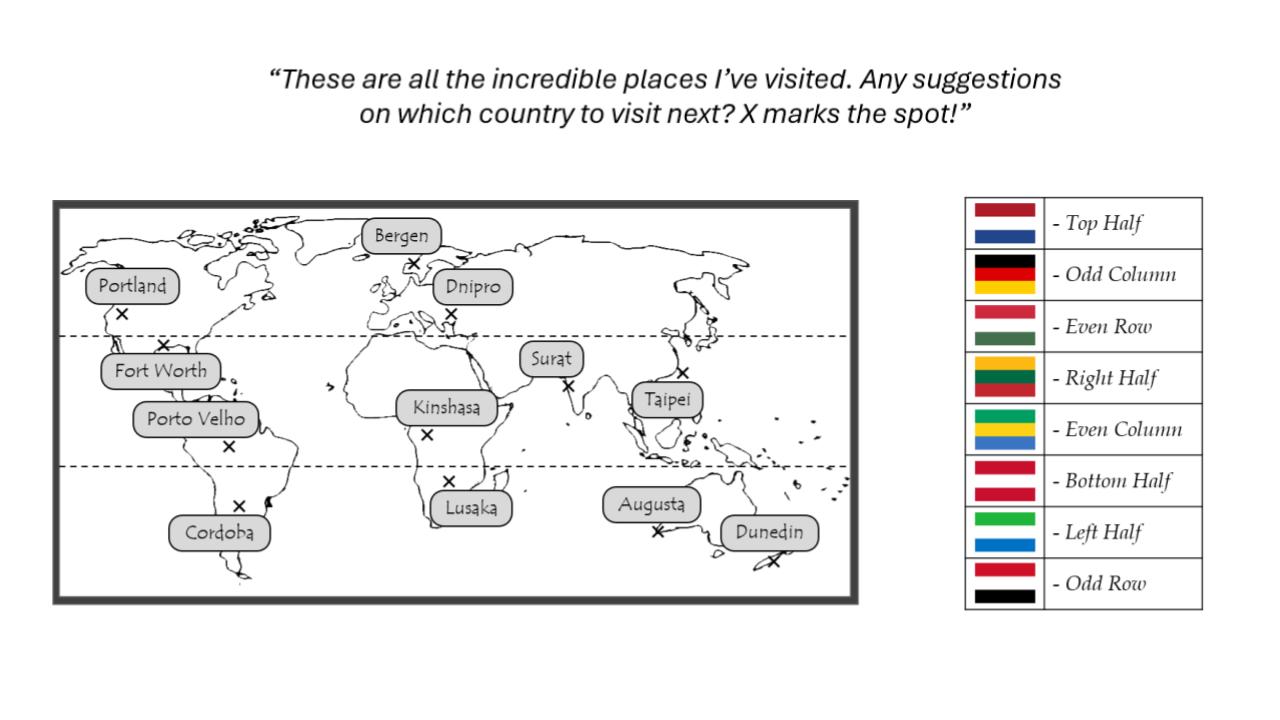 “These are all the incredible places I’ve visited. Any suggestions
on which country to visit next? X marks the spot!”
Bergen
Portland
Dnipro
Fort Worth
Surat
Porto Velho
Kinshasa
Taipei
Lusaka
Augusta
Cordoba
Dunedin
- Top Half
- Odd Column
- Even Row
- Right Half
- Even Column
- Bottom Half
- Left Half
- Odd Row